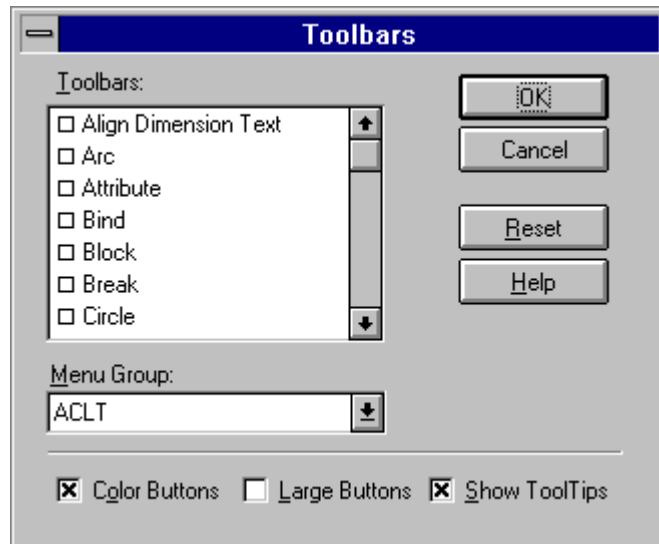 Toolbars
Toolbars:
Align Dimension Text
Arc
Attribute
Bind
Block
Break
Circle
OK
Cancel
Reset
Help
Menu Group:
ACLT
Color Buttons Large Buttons Show ToolTips